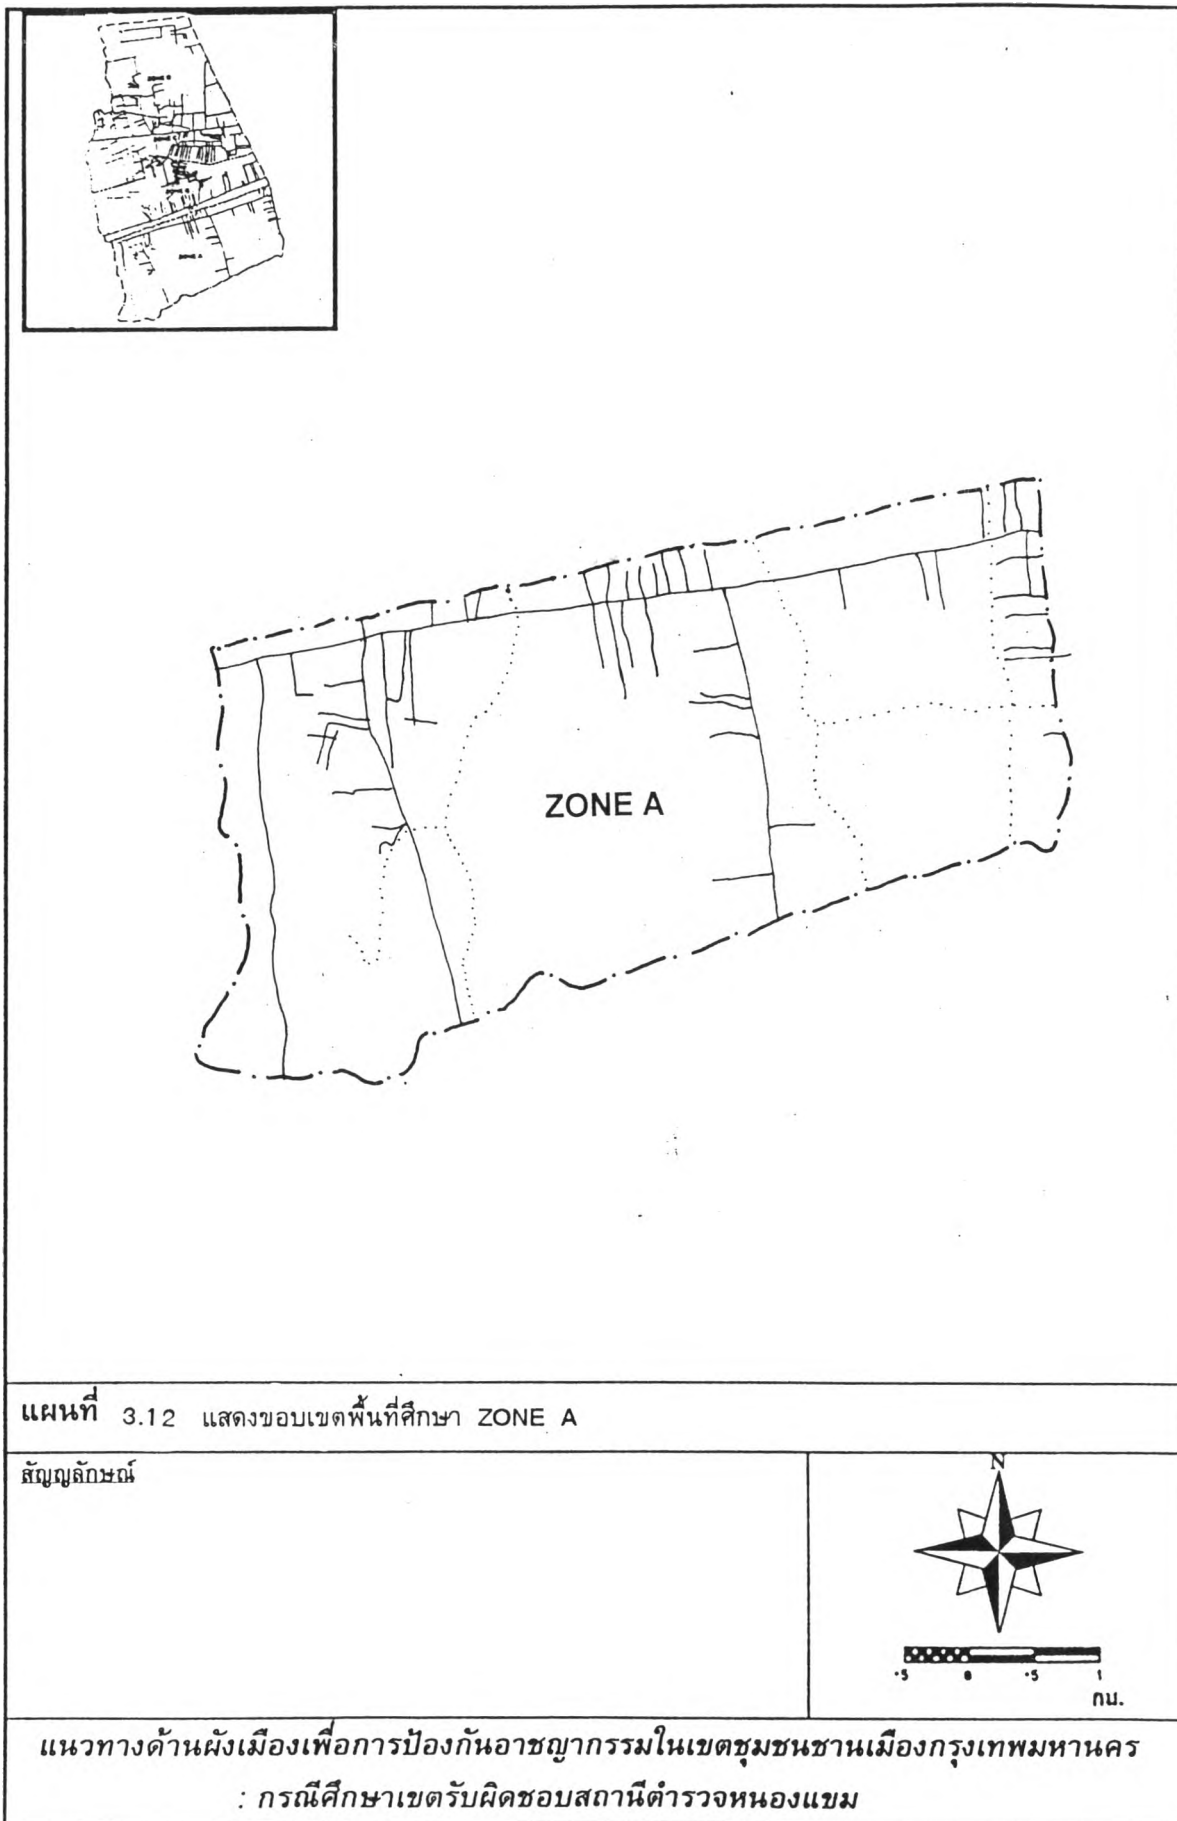 ZONE A
ZONE A
แผนที่ 3.12 แสดงขอบเขตพื้นที่ศึกษา ZONE A
สัญญลักษณ์
N
·5 0 ·5 1
กม.
แนวทางด้านผังเมืองเพื่อการป้องกันอาชญากรรมในเขตชุมชนชานเมืองกรุงเทพมหานคร
: กรณีศึกษาเขตรับผิดชอบสถานีตำรวจหนองแขม